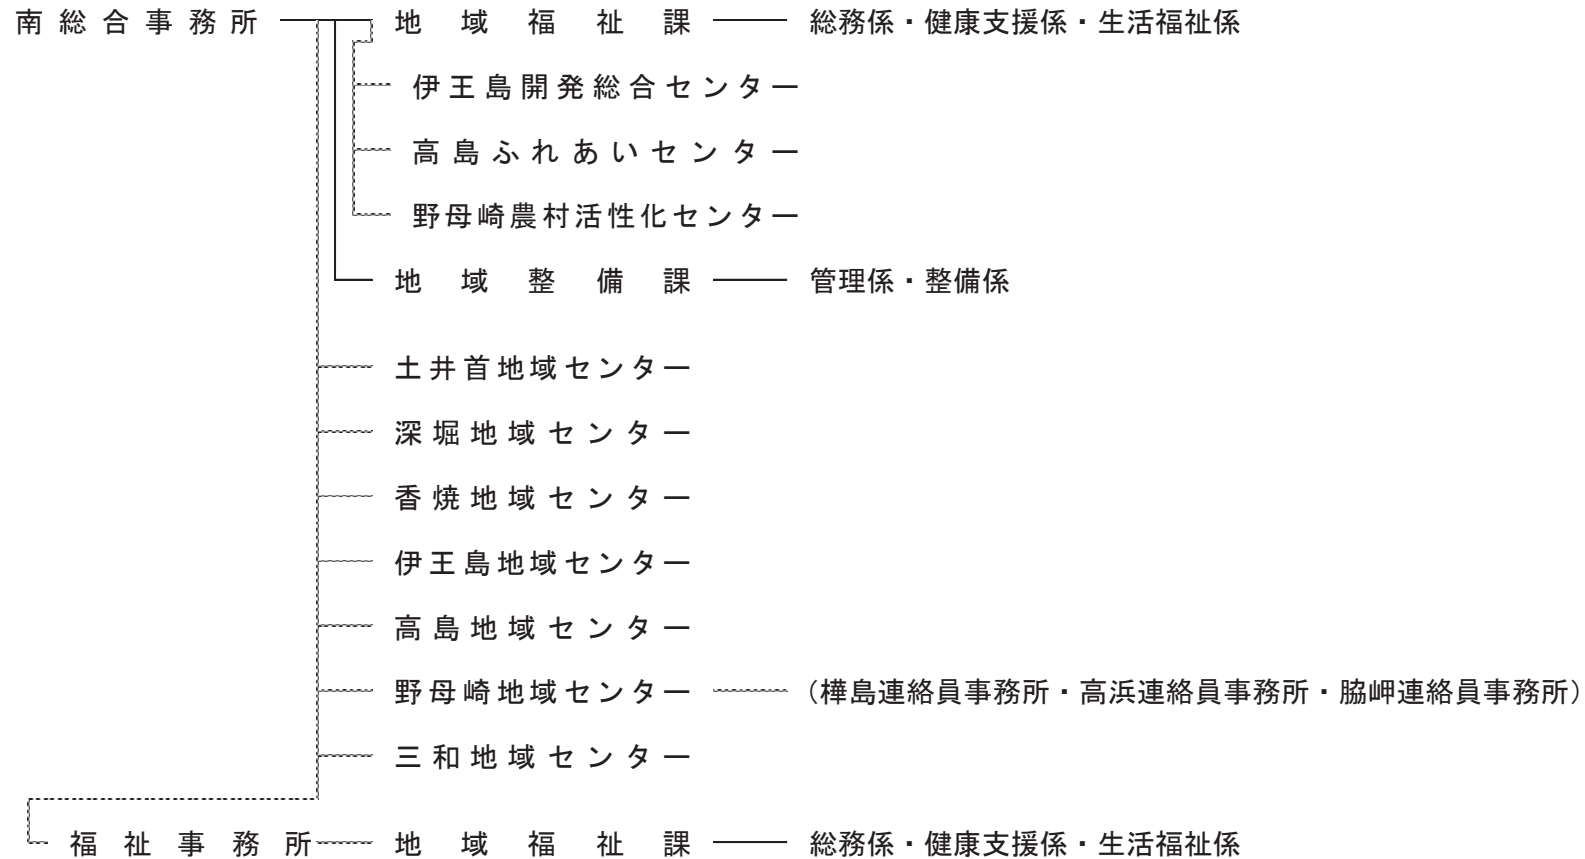 南総合事務所 地域福祉課 総務係・健康支援係・生活福祉係
伊王島開発総合センター
高島ふれあいセンター
野母崎農村活性化センター
地域整備課 管理係・整備係
土井首地域センター
深堀地域センター
香焼地域センター
伊王島地域センター
高島地域センター
野母崎地域センター (樺島連絡員事務所・高浜連絡員事務所・脇岬連絡員事務所)
三和地域センター
福祉事務所 地域福祉課 総務係・健康支援係・生活福祉係